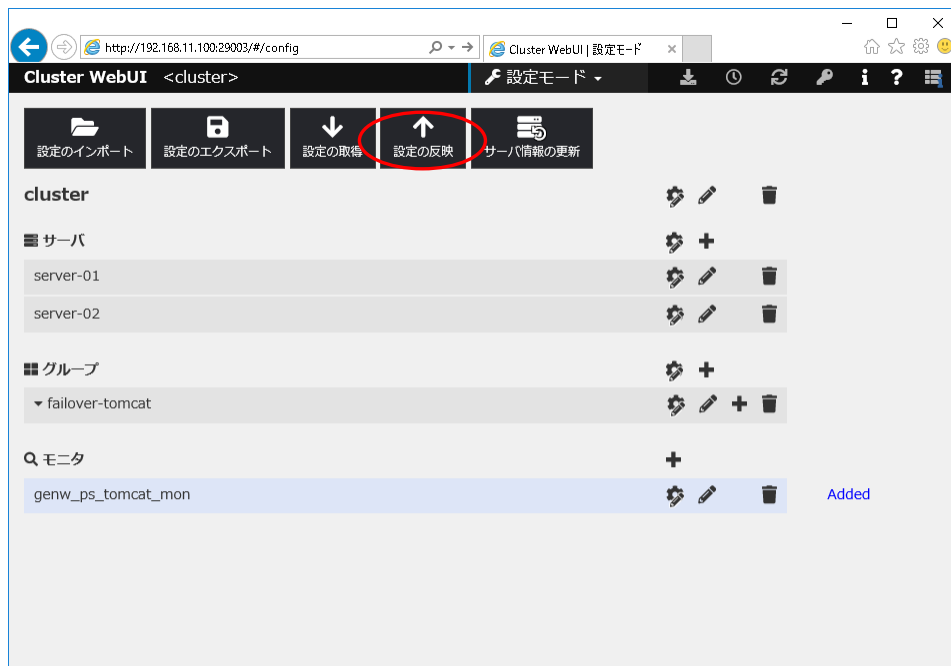 http://192.168.11.100:29003/#/config
Cluster WebUI | 設定モード
Cluster WebUI <cluster>
設定モード
設定のインポート
設定のエクスポート
設定の取得
設定の反映
サーバ情報の更新
cluster
サーバ
server-01
server-02
グループ
failover-tomcat
モニタ
genw_ps_tomcat_mon
Added